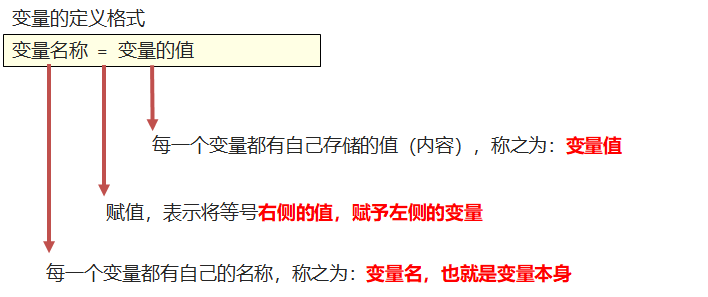 变量的定义格式
变量名称 = 变量的值
每一个变量都有自己存储的值（内容），称之为：变量值
赋值，表示将等号右侧的值，赋予左侧的变量
每一个变量都有自己的名称，称之为：变量名，也就是变量本身